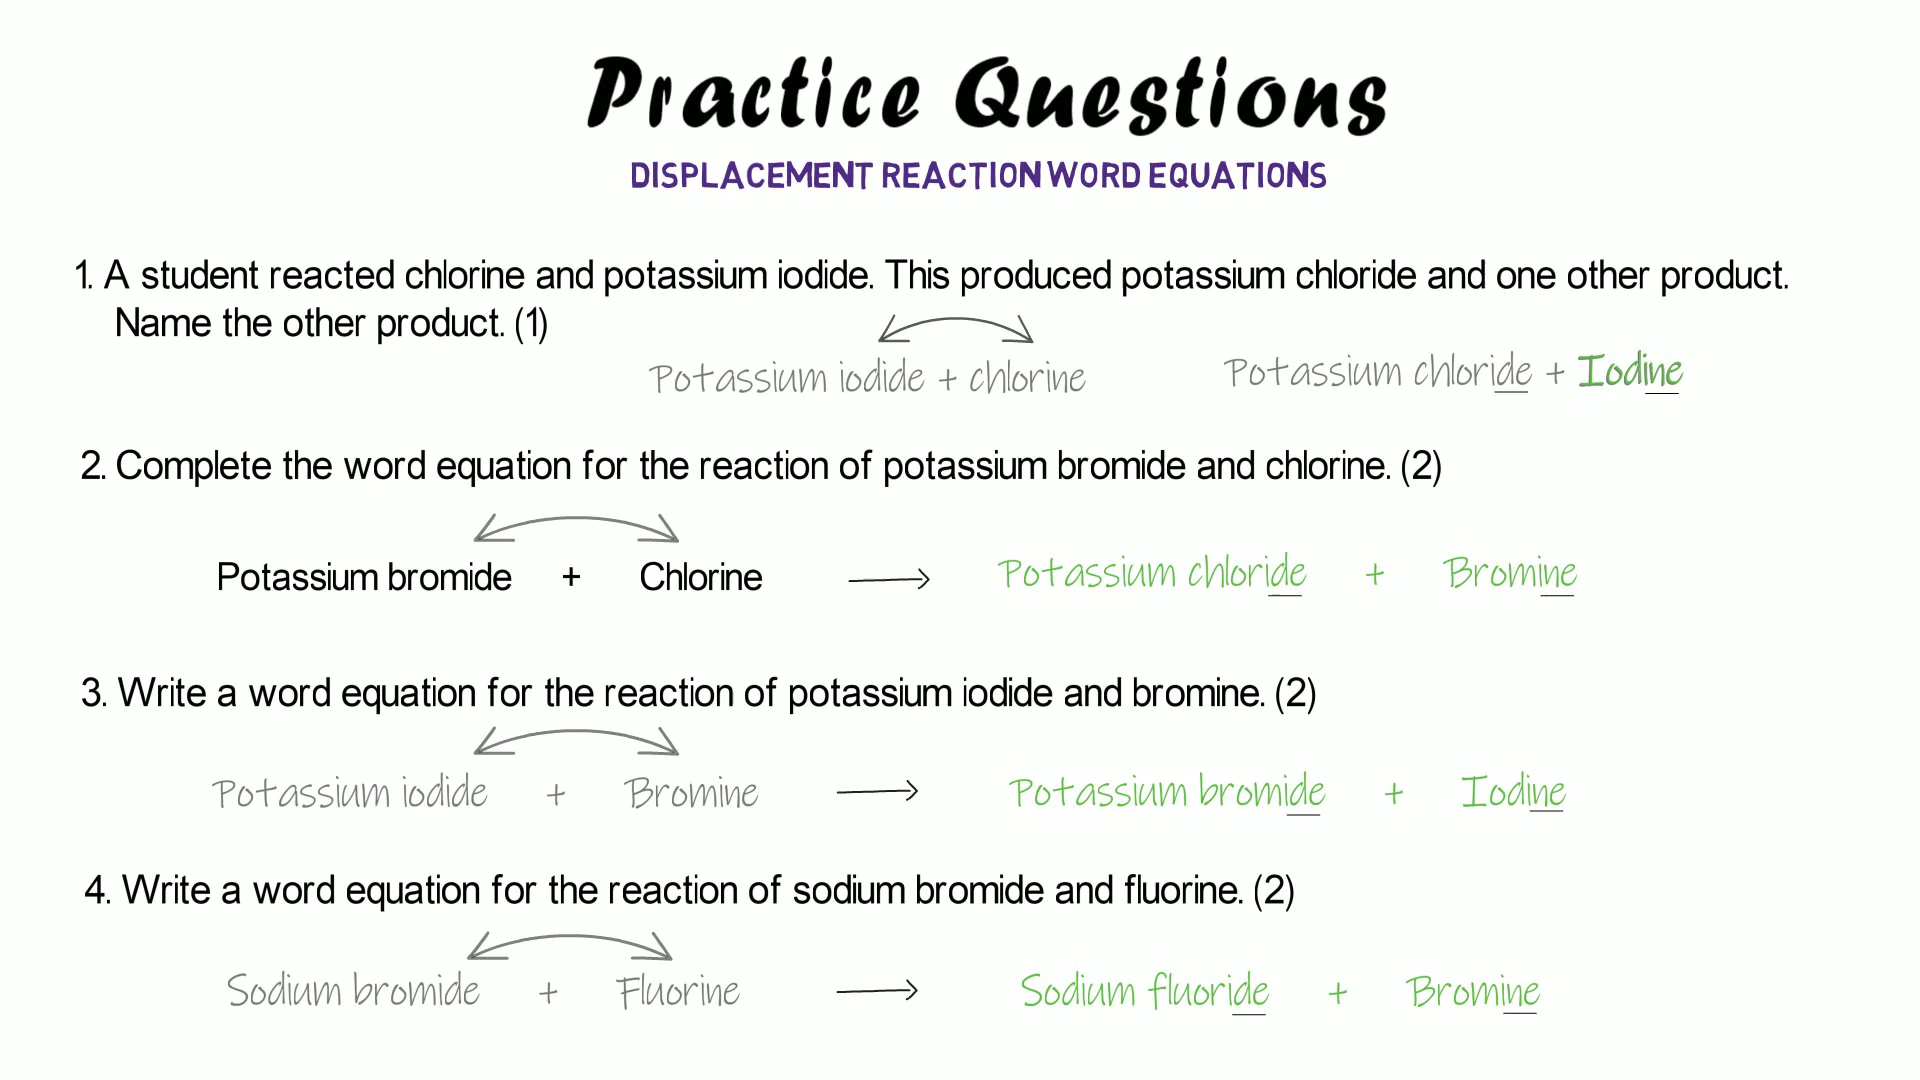 Practice Questions
DISPLACEMENT REACTION WORD EQUATIONS
1. A student reacted chlorine and potassium iodide. This produced potassium chloride and one other product.
Name the other product. (1)
Potassium iodide + chlorine Potassium chloride + Iodine
2. Complete the word equation for the reaction of potassium bromide and chlorine. (2)
Potassium bromide + Chlorine → Potassium chloride + Bromine
3. Write a word equation for the reaction of potassium iodide and bromine. (2)
Potassium iodide + Bromine → Potassium bromide + Iodine
4. Write a word equation for the reaction of sodium bromide and fluorine. (2)
Sodium bromide + Fluorine → Sodium fluoride + Bromine